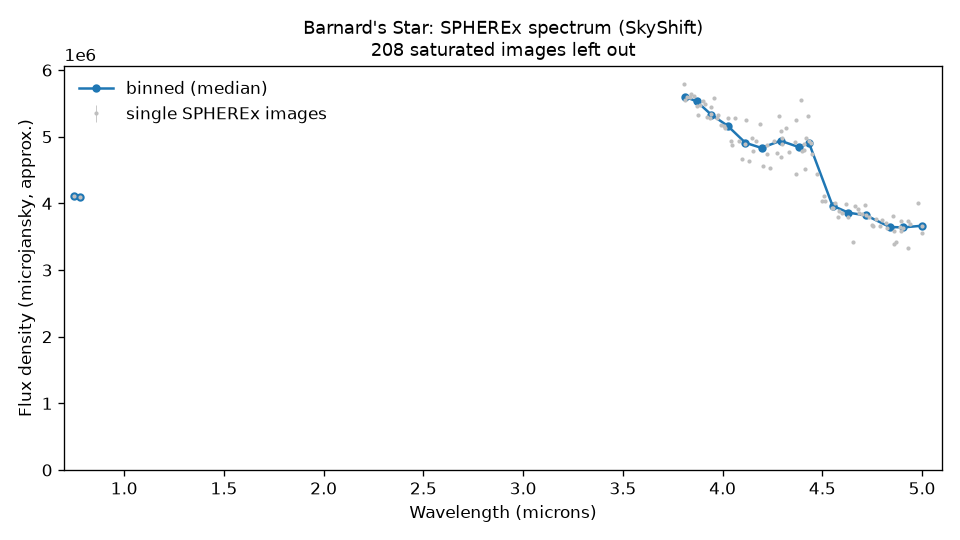 Barnard's Star: SPHEREx spectrum (SkyShift)
208 saturated images left out
1e6
binned (median)
single SPHEREx images
Flux density (microjansky, approx.)
6
5
4
3
2
1
0
1.0 1.5 2.0 2.5 3.0 3.5 4.0 4.5 5.0
Wavelength (microns)